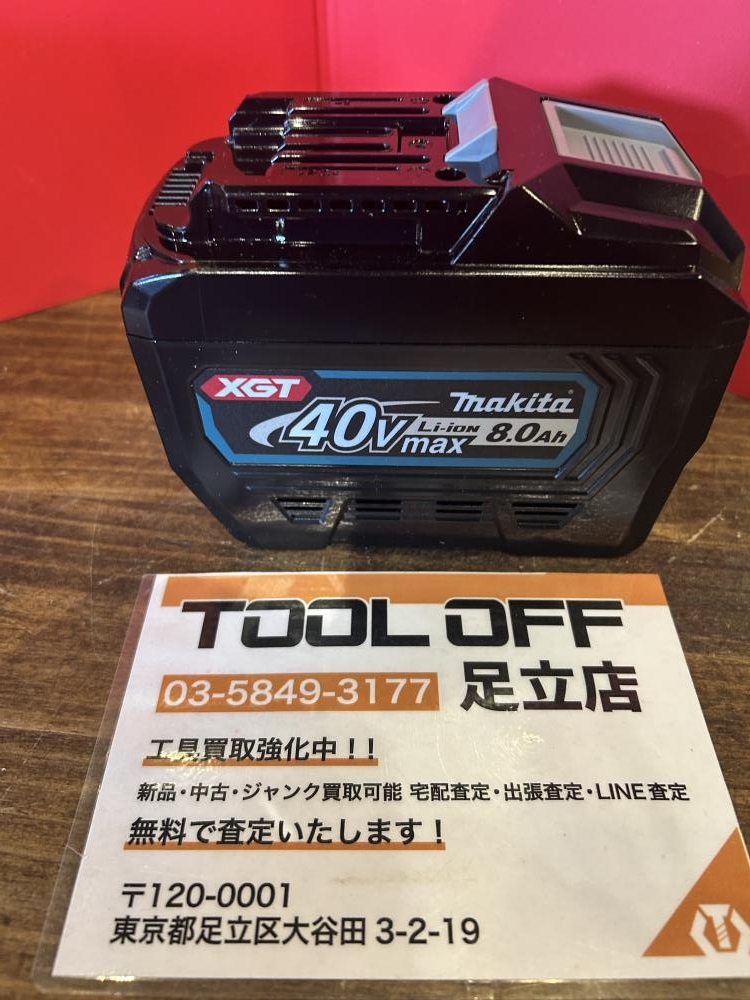 XGT
makita
40Vmax
Li-ion 8.0Ah
TOOL OFF
03-5849-3177 足立店
工具買取強化中！！
新品・中古・ジャンク買取可能 宅配査定・出張査定・LINE査定
無料で査定いたします！
〒120-0001
東京都足立区大谷田 3-2-19